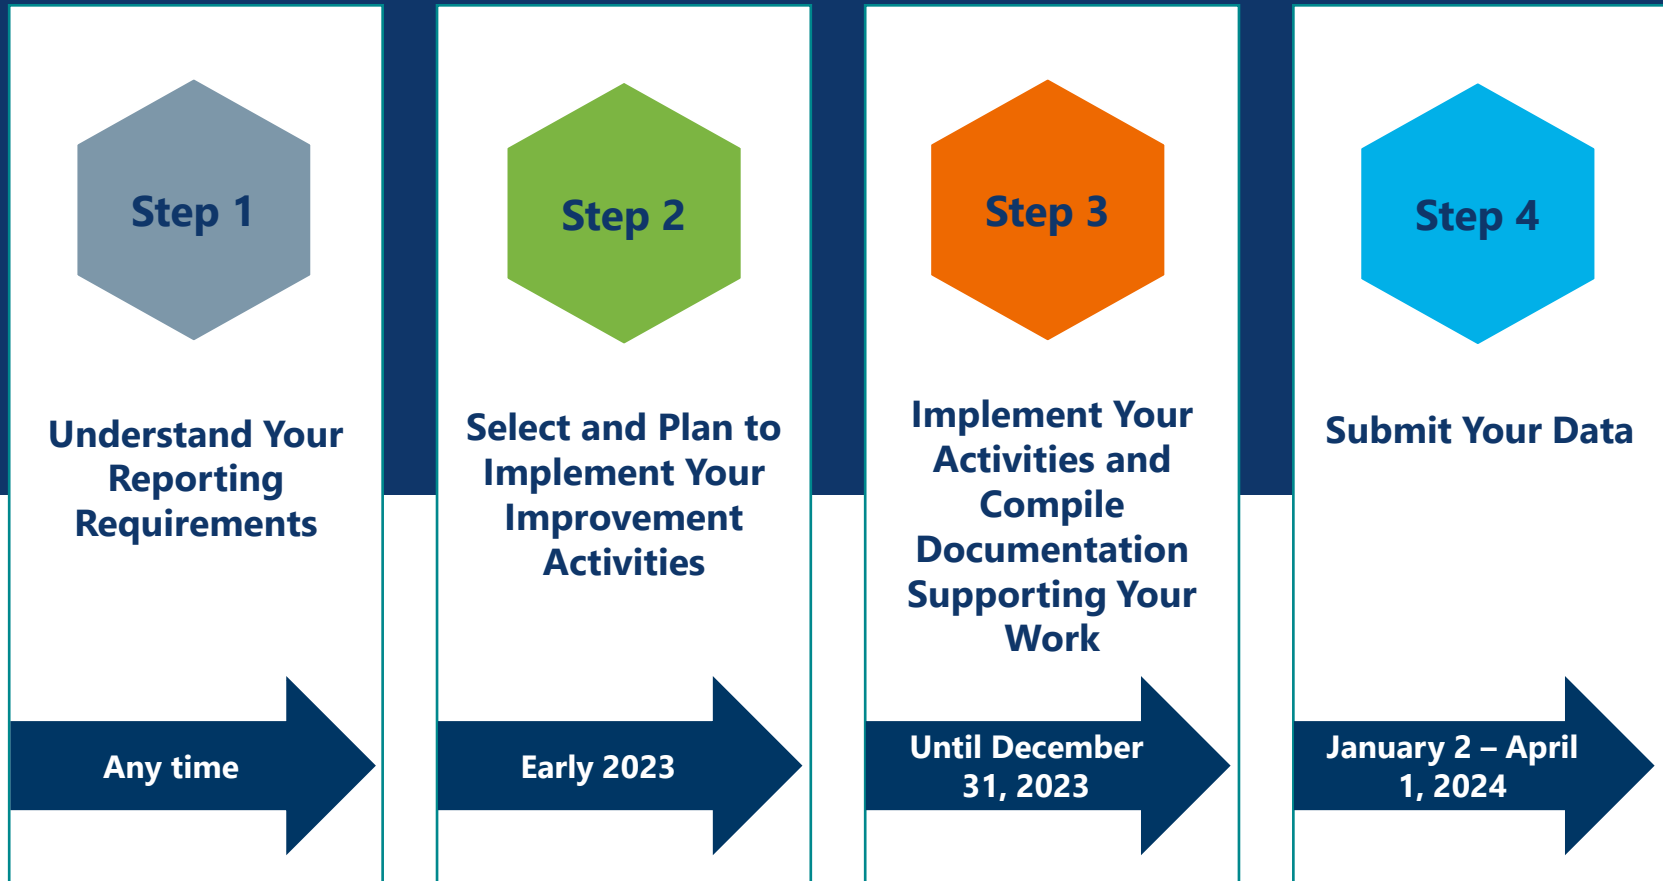 Step 1
Understand Your
Reporting
Requirements
Any time
Step 2
Select and Plan to
Implement Your
Improvement
Activities
Early 2023
Step 3
Implement Your
Activities and
Compile
Documentation
Supporting Your
Work
Until December
31, 2023
Step 4
Submit Your Data
January 2 – April
1, 2024